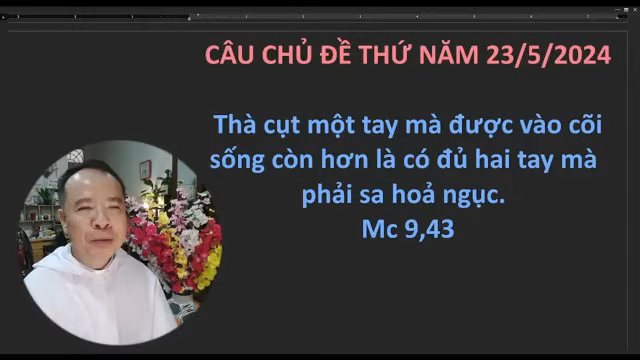 CÂU CHỦ ĐỀ THỨ NĂM 23/5/2024
Thà cụt một tay mà được vào cõi
sống còn hơn là có đủ hai tay mà
phải sa hoả ngục.
Mc 9,43